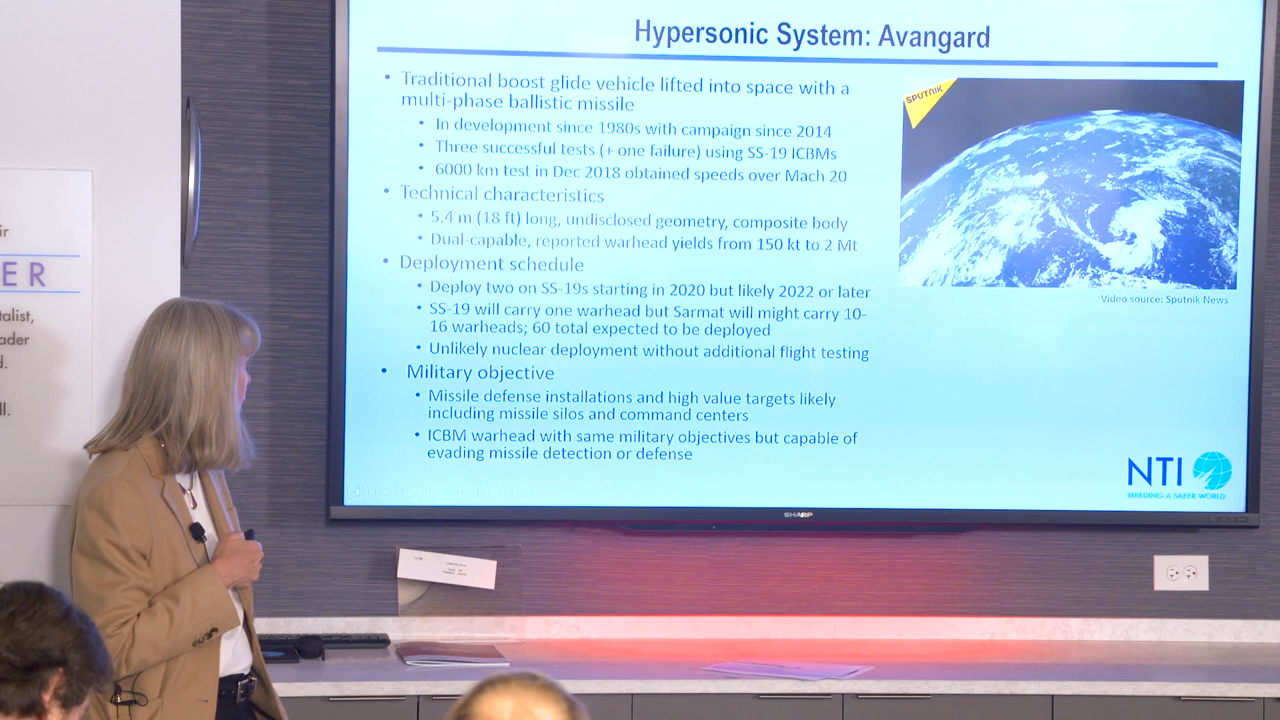 Hypersonic System: Avangard
• Traditional boost glide vehicle lifted into space with a
multi-phase ballistic missile
• In development since 1980s with campaign since 2014
• Three successful tests (+ one failure) using SS-19 ICBMs
• 6000 km test in Dec 2018 obtained speeds over Mach 20
• Technical characteristics
• 5.4 m (18 ft) long, undisclosed geometry, composite body
• Dual-capable, reported warhead yields from 150 kt to 2 Mt
• Deployment schedule
• Deploy two on SS-19s starting in 2020 but likely 2022 or later
• SS-19 will carry one warhead but Sarmat will might carry 10-
16 warheads; 60 total expected to be deployed
• Unlikely nuclear deployment without additional flight testing
• Military objective
• Missile defense installations and high value targets likely
including missile silos and command centers
• ICBM warhead with same military objectives but capable of
evading missile detection or defense
SPUTNIK
Video source: Sputnik News
NTI
BUILDING A SAFER WORLD
SHARP
ir
ER
talist,
ader
d.
ll.